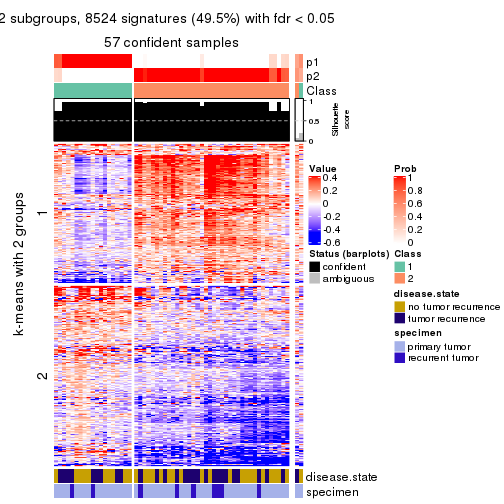 2 subgroups, 8524 signatures (49.5%) with fdr < 0.05
57 confident samples
p1
p2
Class
1
0.5
0
Silhouette
score
k-means with 2 groups
1
2
Value
0.4
0.2
0
-0.2
-0.4
-0.6
Prob
1
0.8
0.6
0.4
0.2
0
Status (barplots)
confident
ambiguous
Class
1
2
disease.state
no tumor recurrence
tumor recurrence
specimen
primary tumor
recurrent tumor
disease.state
specimen